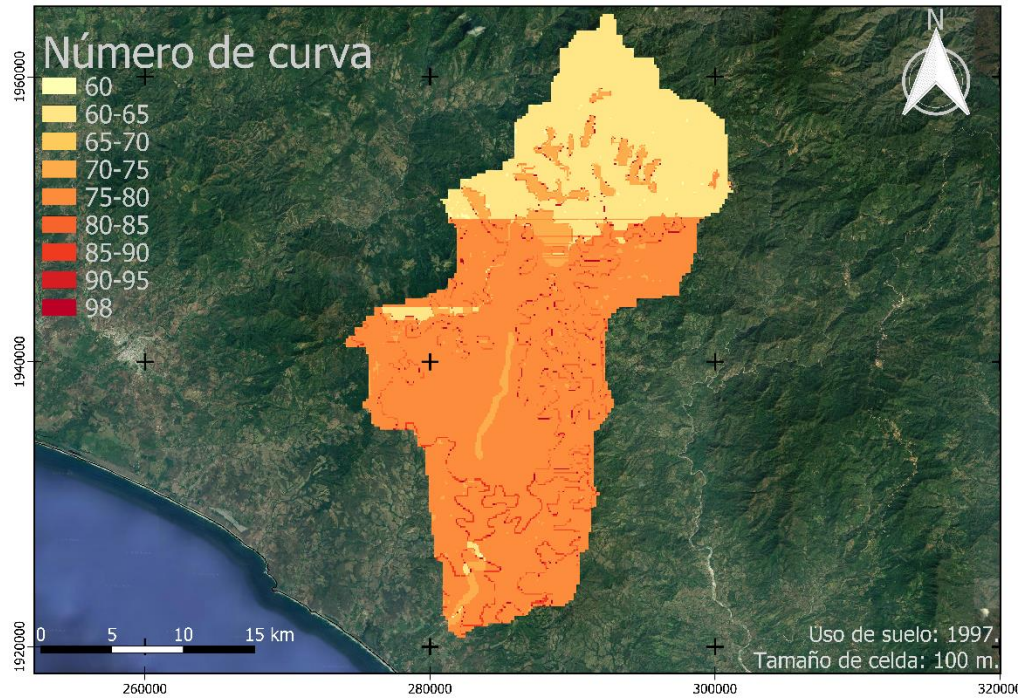 Número de curva
60
60-65
65-70
70-75
75-80
80-85
85-90
90-95
98
N
1960000
1940000
1920000
0 5 10 15 km
Uso de suelo: 1997.
Tamaño de celda: 100 m.
260000 280000 300000 320000